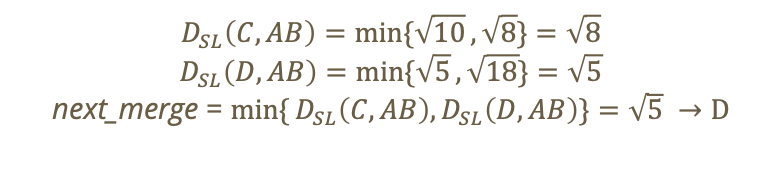 D_SL(C, AB) = min{√10, √8} = √8
D_SL(D, AB) = min{√5, √18} = √5
next_merge = min{ D_SL(C, AB), D_SL(D, AB)} = √5 → D